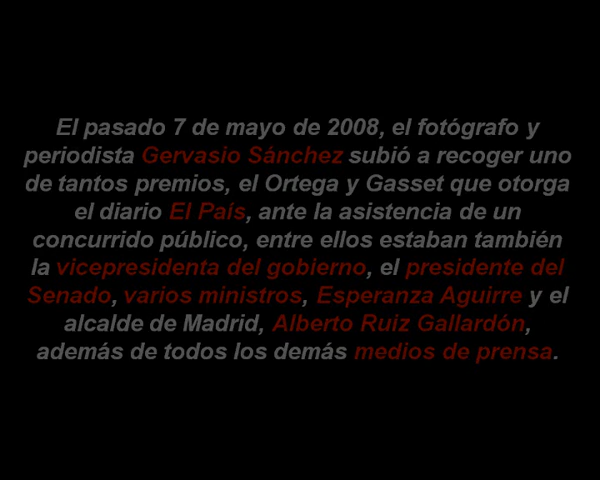 El pasado 7 de mayo de 2008, el fotógrafo y
periodista Gervasio Sánchez subió a recoger uno
de tantos premios, el Ortega y Gasset que otorga
el diario El País, ante la asistencia de un
concurrido público, entre ellos estaban también
la vicepresidenta del gobierno, el presidente del
Senado, varios ministros, Esperanza Aguirre y el
alcalde de Madrid, Alberto Ruiz Gallardón,
además de todos los demás medios de prensa.